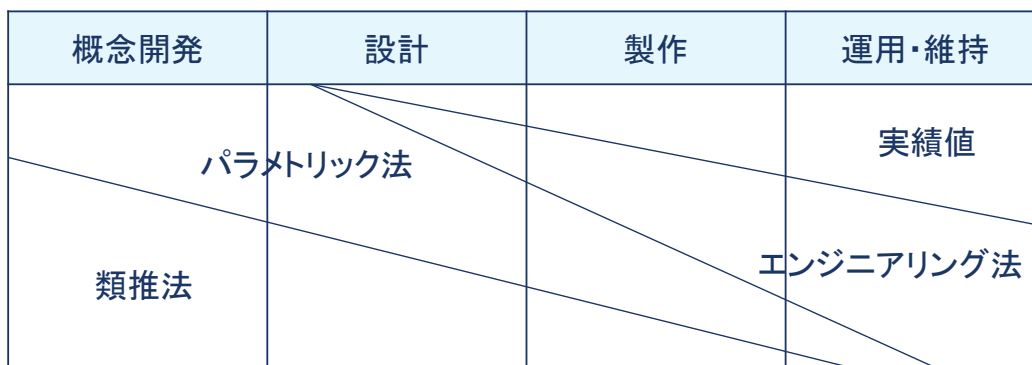 概念開発
設計
製作
運用・維持
実績値
パラメトリック法
エンジニアリング法
類推法